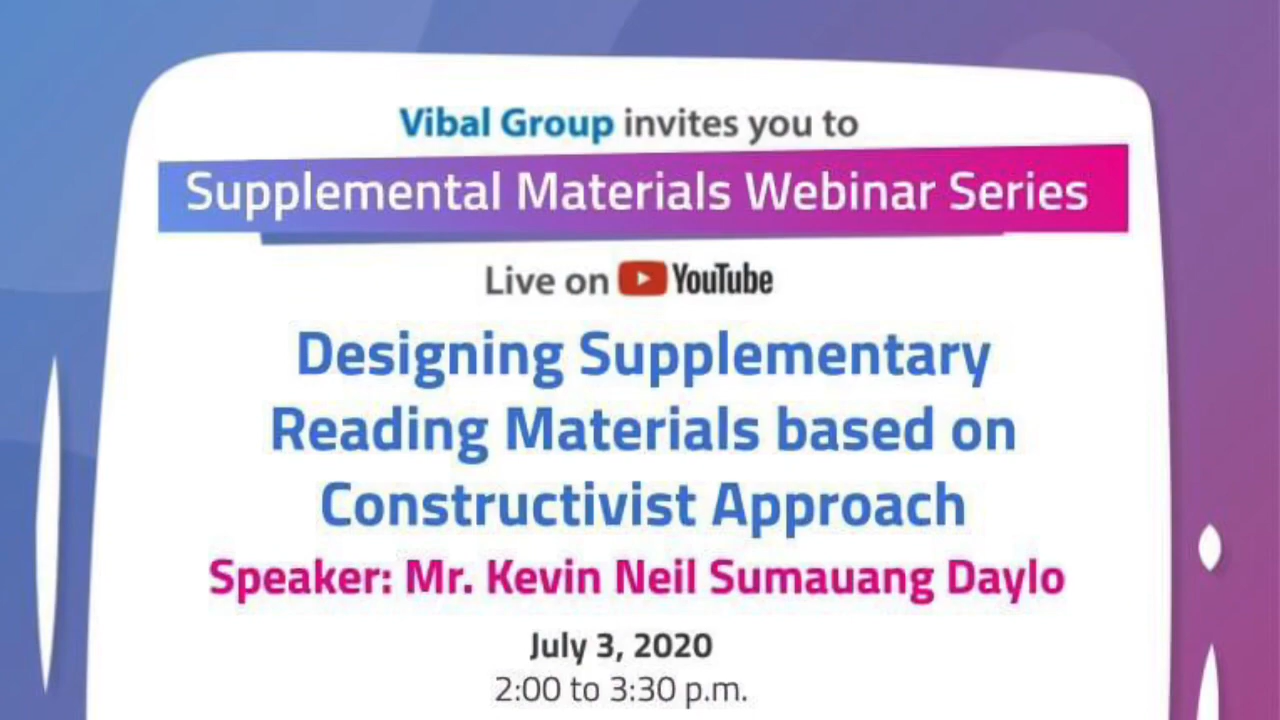 Vibal Group invites you to
Supplemental Materials Webinar Series
Live on YouTube
Designing Supplementary
Reading Materials based on
Constructivist Approach
Speaker: Mr. Kevin Neil Sumauang Daylo
July 3, 2020
2:00 to 3:30 p.m.